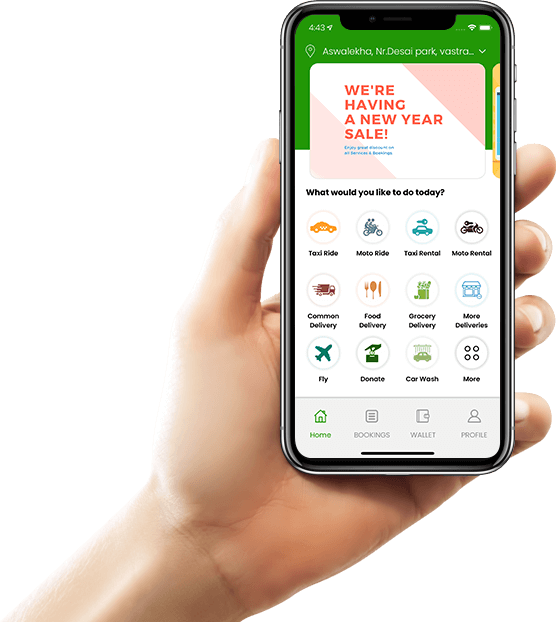 4:43
Aswalekha, Nr.Desai park, vastra...
WE'RE
HAVING
A NEW YEAR
SALE!
Enjoy great discount on
all Services & Bookings
What would you like to do today?
Taxi Ride
Moto Ride
Taxi Rental
Moto Rental
Common
Delivery
Food
Delivery
Grocery
Delivery
More
Deliveries
Fly
Donate
Car Wash
More
Home
BOOKINGS
WALLET
PROFILE